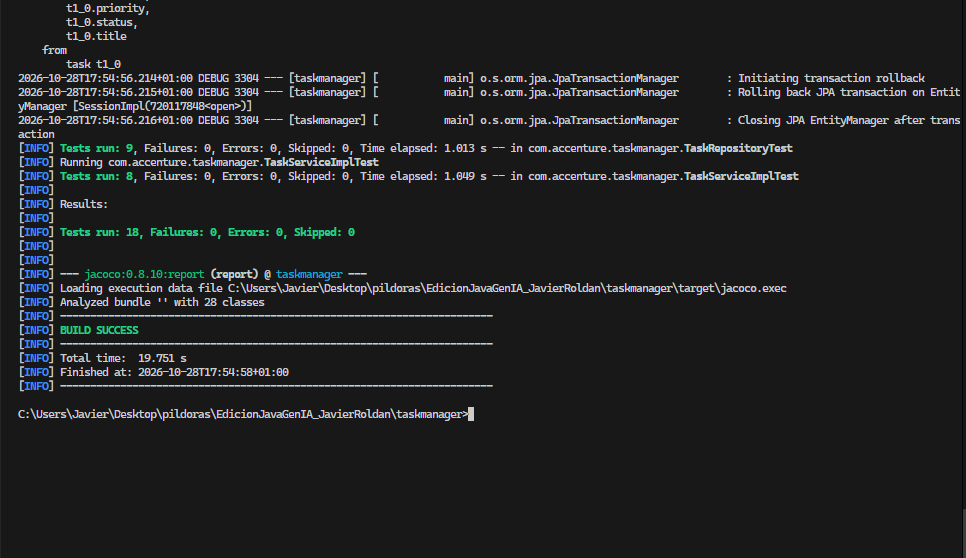 t1_0.priority,
t1_0.status,
t1_0.title
from
task t1_0
2026-10-28T17:54:56.214+01:00 DEBUG 3304 --- [taskmanager] [           main] o.s.orm.jpa.JpaTransactionManager        : Initiating transaction rollback
2026-10-28T17:54:56.215+01:00 DEBUG 3304 --- [taskmanager] [           main] o.s.orm.jpa.JpaTransactionManager        : Rolling back JPA transaction on Entit
yManager [SessionImpl(720117848<open>)]
2026-10-28T17:54:56.216+01:00 DEBUG 3304 --- [taskmanager] [           main] o.s.orm.jpa.JpaTransactionManager        : Closing JPA EntityManager after trans
action
[INFO] Tests run: 9, Failures: 0, Errors: 0, Skipped: 0, Time elapsed: 1.013 s -- in com.accenture.taskmanager.TaskRepositoryTest
[INFO] Running com.accenture.taskmanager.TaskServiceImplTest
[INFO] Tests run: 8, Failures: 0, Errors: 0, Skipped: 0, Time elapsed: 1.049 s -- in com.accenture.taskmanager.TaskServiceImplTest
[INFO]
[INFO] Results:
[INFO]
[INFO] Tests run: 18, Failures: 0, Errors: 0, Skipped: 0
[INFO]
[INFO]
[INFO] --- jacoco:0.8.10:report (report) @ taskmanager ---
[INFO] Loading execution data file C:\Users\Javier\Desktop\pildoras\EdicionJavaGenIA_JavierRoldan\taskmanager\target\jacoco.exec
[INFO] Analyzed bundle '' with 28 classes
[INFO] ------------------------------------------------------------------------
[INFO] BUILD SUCCESS
[INFO] ------------------------------------------------------------------------
[INFO] Total time:  19.751 s
[INFO] Finished at: 2026-10-28T17:54:58+01:00
[INFO] ------------------------------------------------------------------------
C:\Users\Javier\Desktop\pildoras\EdicionJavaGenIA_JavierRoldan\taskmanager>